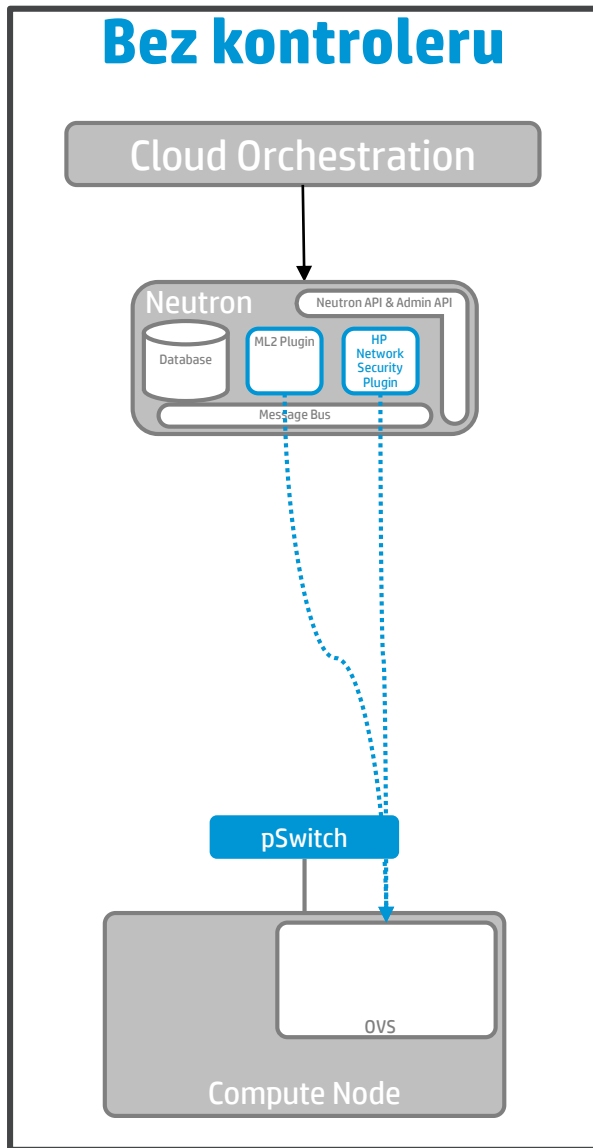 Bez kontroleru
Cloud Orchestration
Neutron
Neutron API & Admin API
Database
ML2 Plugin
HP
Network
Security
Plugin
Message Bus
pSwitch
OVS
Compute Node